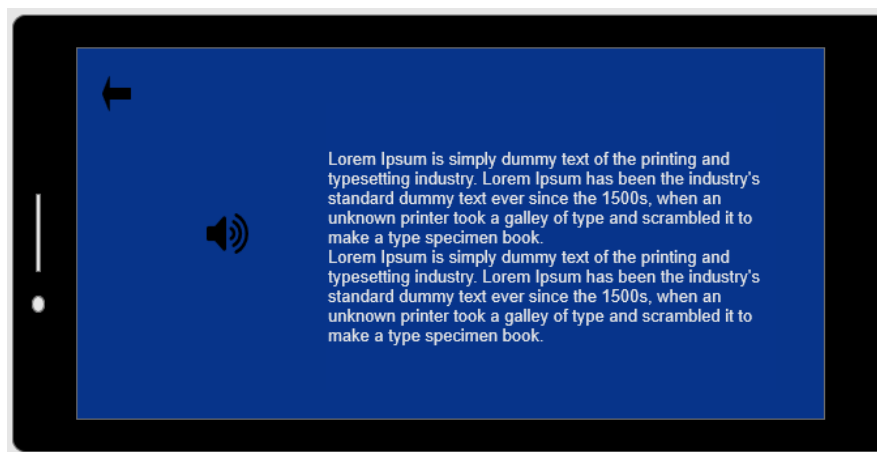 Lorem Ipsum is simply dummy text of the printing and
typesetting industry. Lorem Ipsum has been the industry's
standard dummy text ever since the 1500s, when an
unknown printer took a galley of type and scrambled it to
make a type specimen book.
Lorem Ipsum is simply dummy text of the printing and
typesetting industry. Lorem Ipsum has been the industry's
standard dummy text ever since the 1500s, when an
unknown printer took a galley of type and scrambled it to
make a type specimen book.